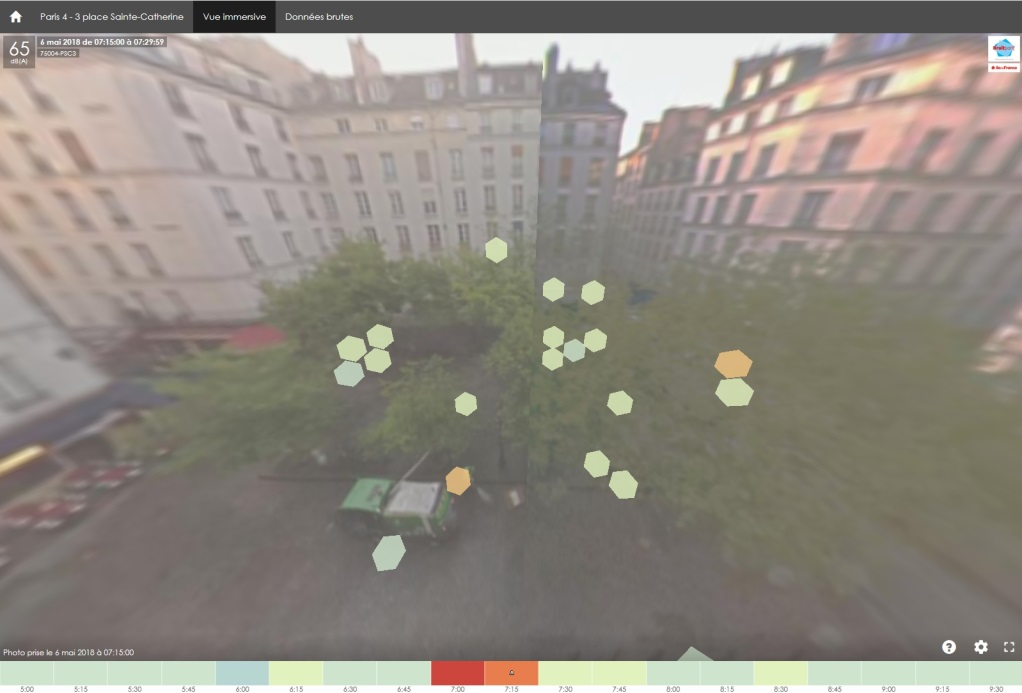 Paris 4 - 3 place Sainte-Catherine
Vue immersive
Données brutes
65
dB(A)
6 mai 2018 de 07:15:00 à 07:29:59
75004-PSC3
Bruitparif
îledeFrance
Photo prise le 6 mai 2018 à 07:15:00
?
5:00 5:15 5:30 5:45 6:00 6:15 6:30 6:45 7:00 7:15 7:30 7:45 8:00 8:15 8:30 8:45 9:00 9:15 9:30